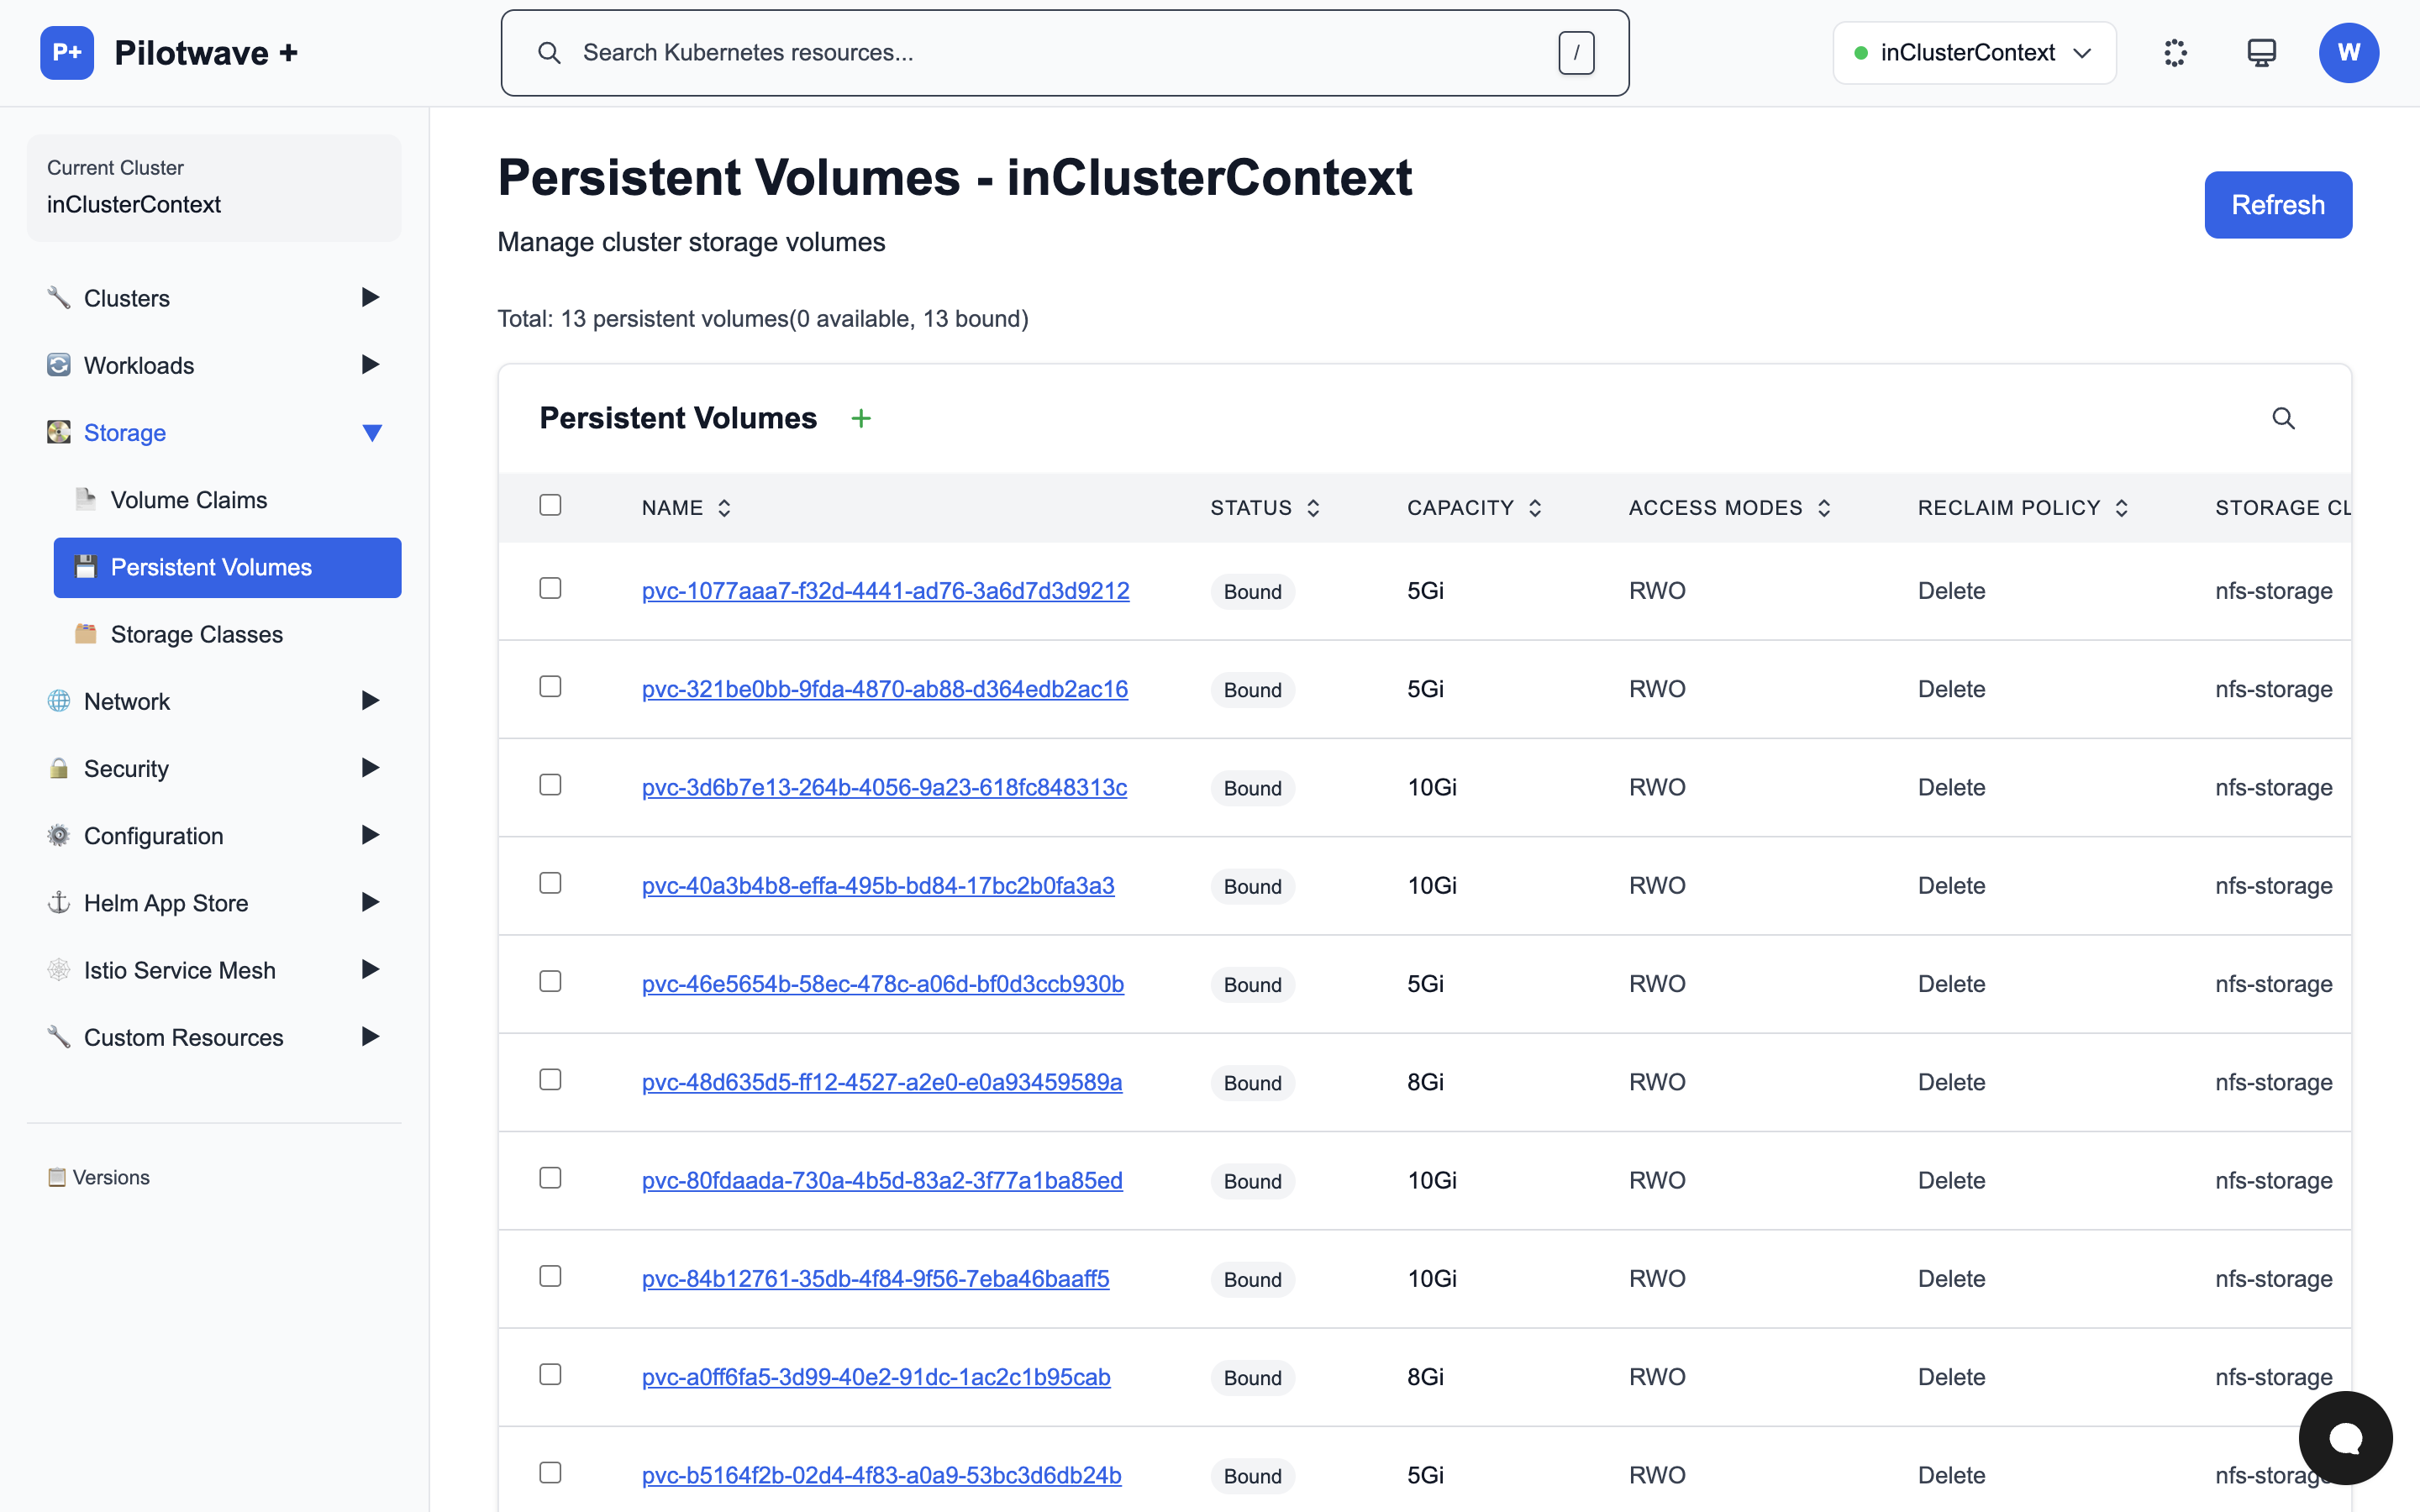 P+ Pilotwave +
Search Kubernetes resources... /
inClusterContext
W
Current Cluster
inClusterContext
Clusters
Workloads
Storage
Volume Claims
Persistent Volumes
Storage Classes
Network
Security
Configuration
Helm App Store
Istio Service Mesh
Custom Resources
Versions
Persistent Volumes - inClusterContext
Manage cluster storage volumes
Refresh
Total: 13 persistent volumes(0 available, 13 bound)
Persistent Volumes +
NAME STATUS CAPACITY ACCESS MODES RECLAIM POLICY STORAGE CL
pvc-1077aaa7-f32d-4441-ad76-3a6d7d3d9212 Bound 5Gi RWO Delete nfs-storage
pvc-321be0bb-9fda-4870-ab88-d364edb2ac16 Bound 5Gi RWO Delete nfs-storage
pvc-3d6b7e13-264b-4056-9a23-618fc848313c Bound 10Gi RWO Delete nfs-storage
pvc-40a3b4b8-effa-495b-bd84-17bc2b0fa3a3 Bound 10Gi RWO Delete nfs-storage
pvc-46e5654b-58ec-478c-a06d-bf0d3ccb930b Bound 5Gi RWO Delete nfs-storage
pvc-48d635d5-ff12-4527-a2e0-e0a93459589a Bound 8Gi RWO Delete nfs-storage
pvc-80fdaada-730a-4b5d-83a2-3f77a1ba85ed Bound 10Gi RWO Delete nfs-storage
pvc-84b12761-35db-4f84-9f56-7eba46baaff5 Bound 10Gi RWO Delete nfs-storage
pvc-a0ff6fa5-3d99-40e2-91dc-1ac2c1b95cab Bound 8Gi RWO Delete nfs-storage
pvc-b5164f2b-02d4-4f83-a0a9-53bc3d6db24b Bound 5Gi RWO Delete nfs-storage